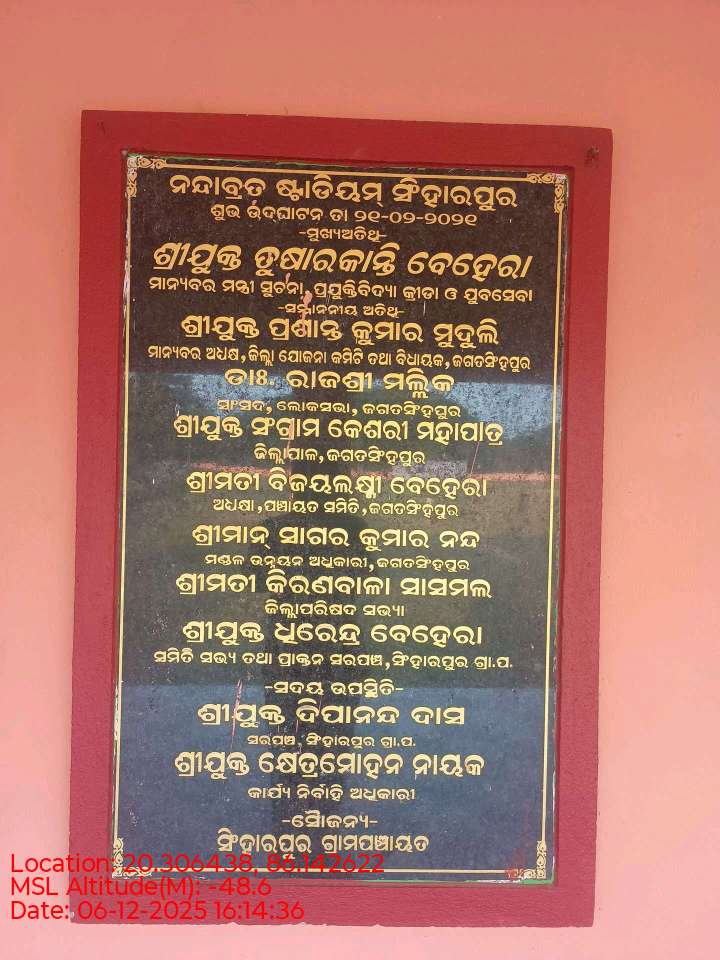 ନନ୍ଦାବ୍ରତ ଷ୍ଟାଡିୟମ୍ ସିଂହାରପୁର
ଶୁଭ ଉଦ୍‌ଘାଟନ ତା ୨୧-୦୨-୨୦୨୧
-ମୁଖ୍ୟଅତିଥି-
ଶ୍ରୀଯୁକ୍ତ ତୁଷାରକାନ୍ତି ବେହେରା
ମାନ୍ୟବର ମନ୍ତ୍ରୀ ସୁଚନା, ପ୍ରଯୁକ୍ତିବିଦ୍ୟା କ୍ରୀଡା ଓ ଯୁବସେବା
-ସମ୍ମାନନୀୟ ଅତିଥି-
ଶ୍ରୀଯୁକ୍ତ ପ୍ରଶାନ୍ତ କୁମାର ମୁଦୁଲି
ମାନ୍ୟବର ଅଧ୍ୟକ୍ଷ, ଜିଲ୍ଲା ଯୋଜନା କମିଟି ତଥା ବିଧାୟକ, ଜଗତସିଂହପୁର
ଡାଃ. ରାଜଶ୍ରୀ ମଲ୍ଲିକ
ସାଂସଦ, ଲୋକସଭା, ଜଗତସିଂହପୁର
ଶ୍ରୀଯୁକ୍ତ ସଂଗ୍ରାମ କେଶରୀ ମହାପାତ୍ର
ଜିଲ୍ଲାପାଳ, ଜଗତସିଂହପୁର
ଶ୍ରୀମତୀ ବିଜୟଲକ୍ଷ୍ମୀ ବେହେରା
ଅଧ୍ୟକ୍ଷା, ପଞ୍ଚାୟତ ସମିତି, ଜଗତସିଂହପୁର
ଶ୍ରୀମାନ୍ ସାଗର କୁମାର ନନ୍ଦ
ମଣ୍ଡଳ ଉନ୍ନୟନ ଅଧିକାରୀ, ଜଗତସିଂହପୁର
ଶ୍ରୀମତୀ କିରଣବାଳା ସାସମଲ
ଜିଲ୍ଲାପରିଷଦ ସଭ୍ୟା
ଶ୍ରୀଯୁକ୍ତ ଧିରେନ୍ଦ୍ର ବେହେରା
ସମିତି ସଭ୍ୟ ତଥା ପ୍ରାକ୍ତନ ସରପଞ୍ଚ, ସିଂହାରପୁର ଗ୍ରା.ପ.
-ସଦୟ ଉପସ୍ଥିତି-
ଶ୍ରୀଯୁକ୍ତ ଦିପାନନ୍ଦ ଦାସ
ସରପଞ୍ଚ, ସିଂହାରପୁର ଗ୍ରା.ପ.
ଶ୍ରୀଯୁକ୍ତ କ୍ଷେତ୍ରମୋହନ ନାୟକ
କାର୍ଯ୍ୟ ନିର୍ବାହି ଅଧିକାରୀ
-ସୌଜନ୍ୟ-
ସିଂହାରପୁର ଗ୍ରାମପଞ୍ଚାୟତ
Location: 20.306438, 86.142622
MSL Altitude(M): -48.6
Date: 06-12-2025 16:14:36